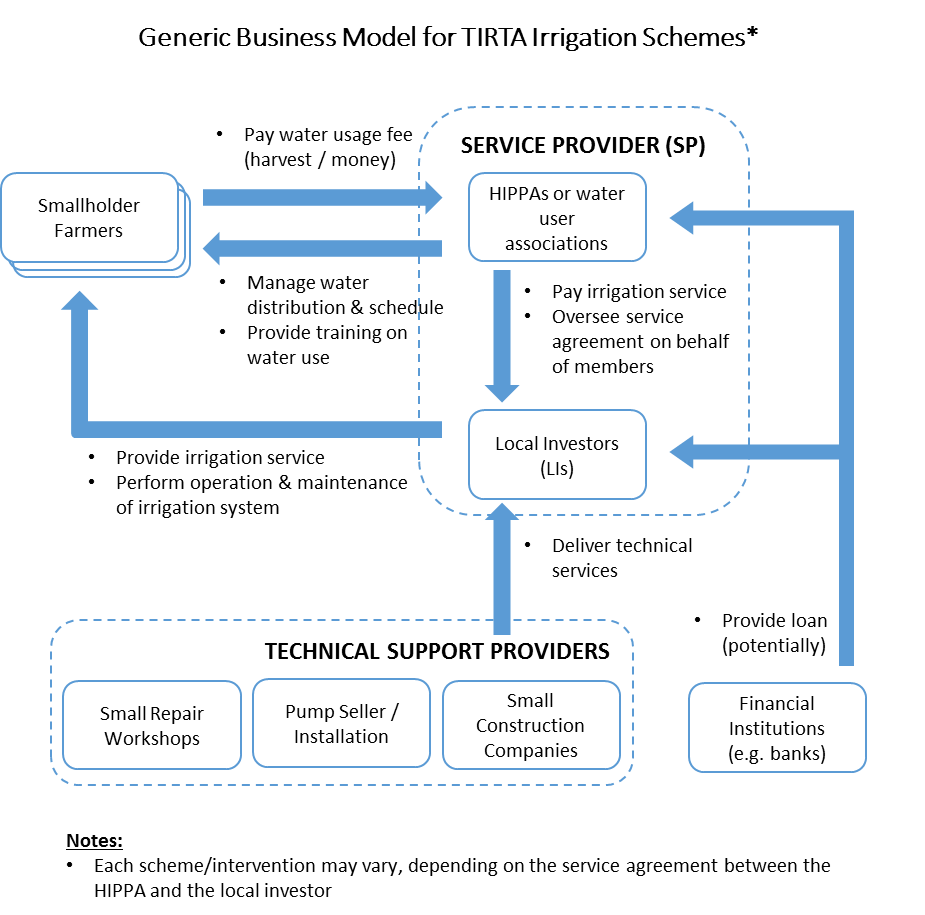 Generic Business Model for TIRTA Irrigation Schemes*
• Pay water usage fee
(harvest / money)
SERVICE PROVIDER (SP)
Smallholder
Farmers
HIPPAs or water
user
associations
• Manage water
distribution & schedule
• Provide training on
water use
• Pay irrigation service
• Oversee service
agreement on behalf
of members
Local Investors
(LIs)
• Provide irrigation service
• Perform operation & maintenance
of irrigation system
• Deliver technical
services
• Provide loan
(potentially)
TECHNICAL SUPPORT PROVIDERS
Small Repair
Workshops
Pump Seller /
Installation
Small
Construction
Companies
Financial
Institutions
(e.g. banks)
Notes:
• Each scheme/intervention may vary, depending on the service agreement between the
HIPPA and the local investor